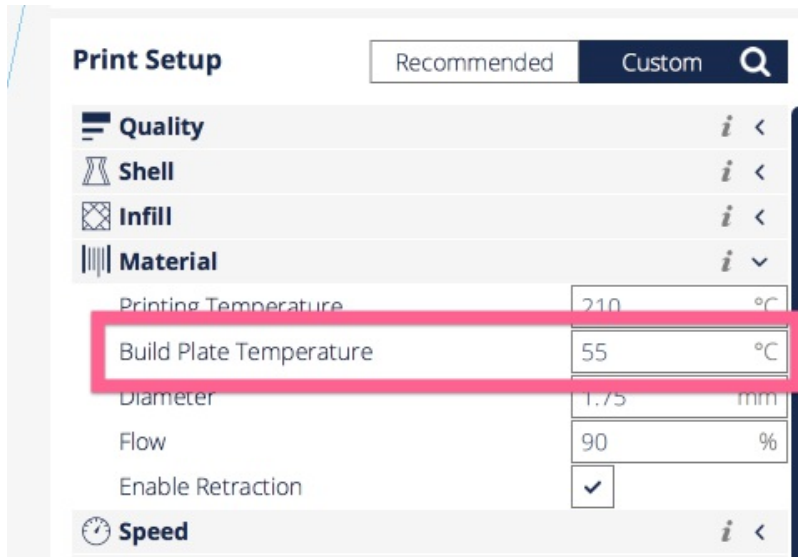 Print Setup Recommended Custom
Quality i
Shell i
Infill i
Material i
Printing Temperature 210 °C
Build Plate Temperature 55 °C
Diameter 1.75 mm
Flow 90 %
Enable Retraction
Speed i